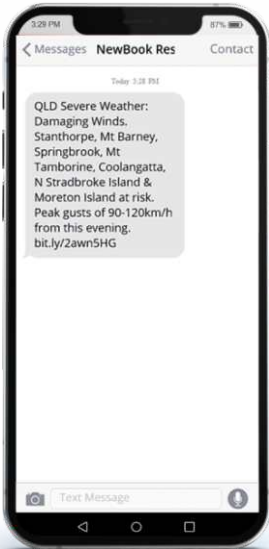 3:29 PM 87%
Messages NewBook Res Contact
Today 3:28 PM
QLD Severe Weather:
Damaging Winds.
Stanthorpe, Mt Barney,
Springbrook, Mt
Tamborine, Coolangatta,
N Stradbroke Island &
Moreton Island at risk.
Peak gusts of 90-120km/h
from this evening.
bit.ly/2awn5HG
Text Message